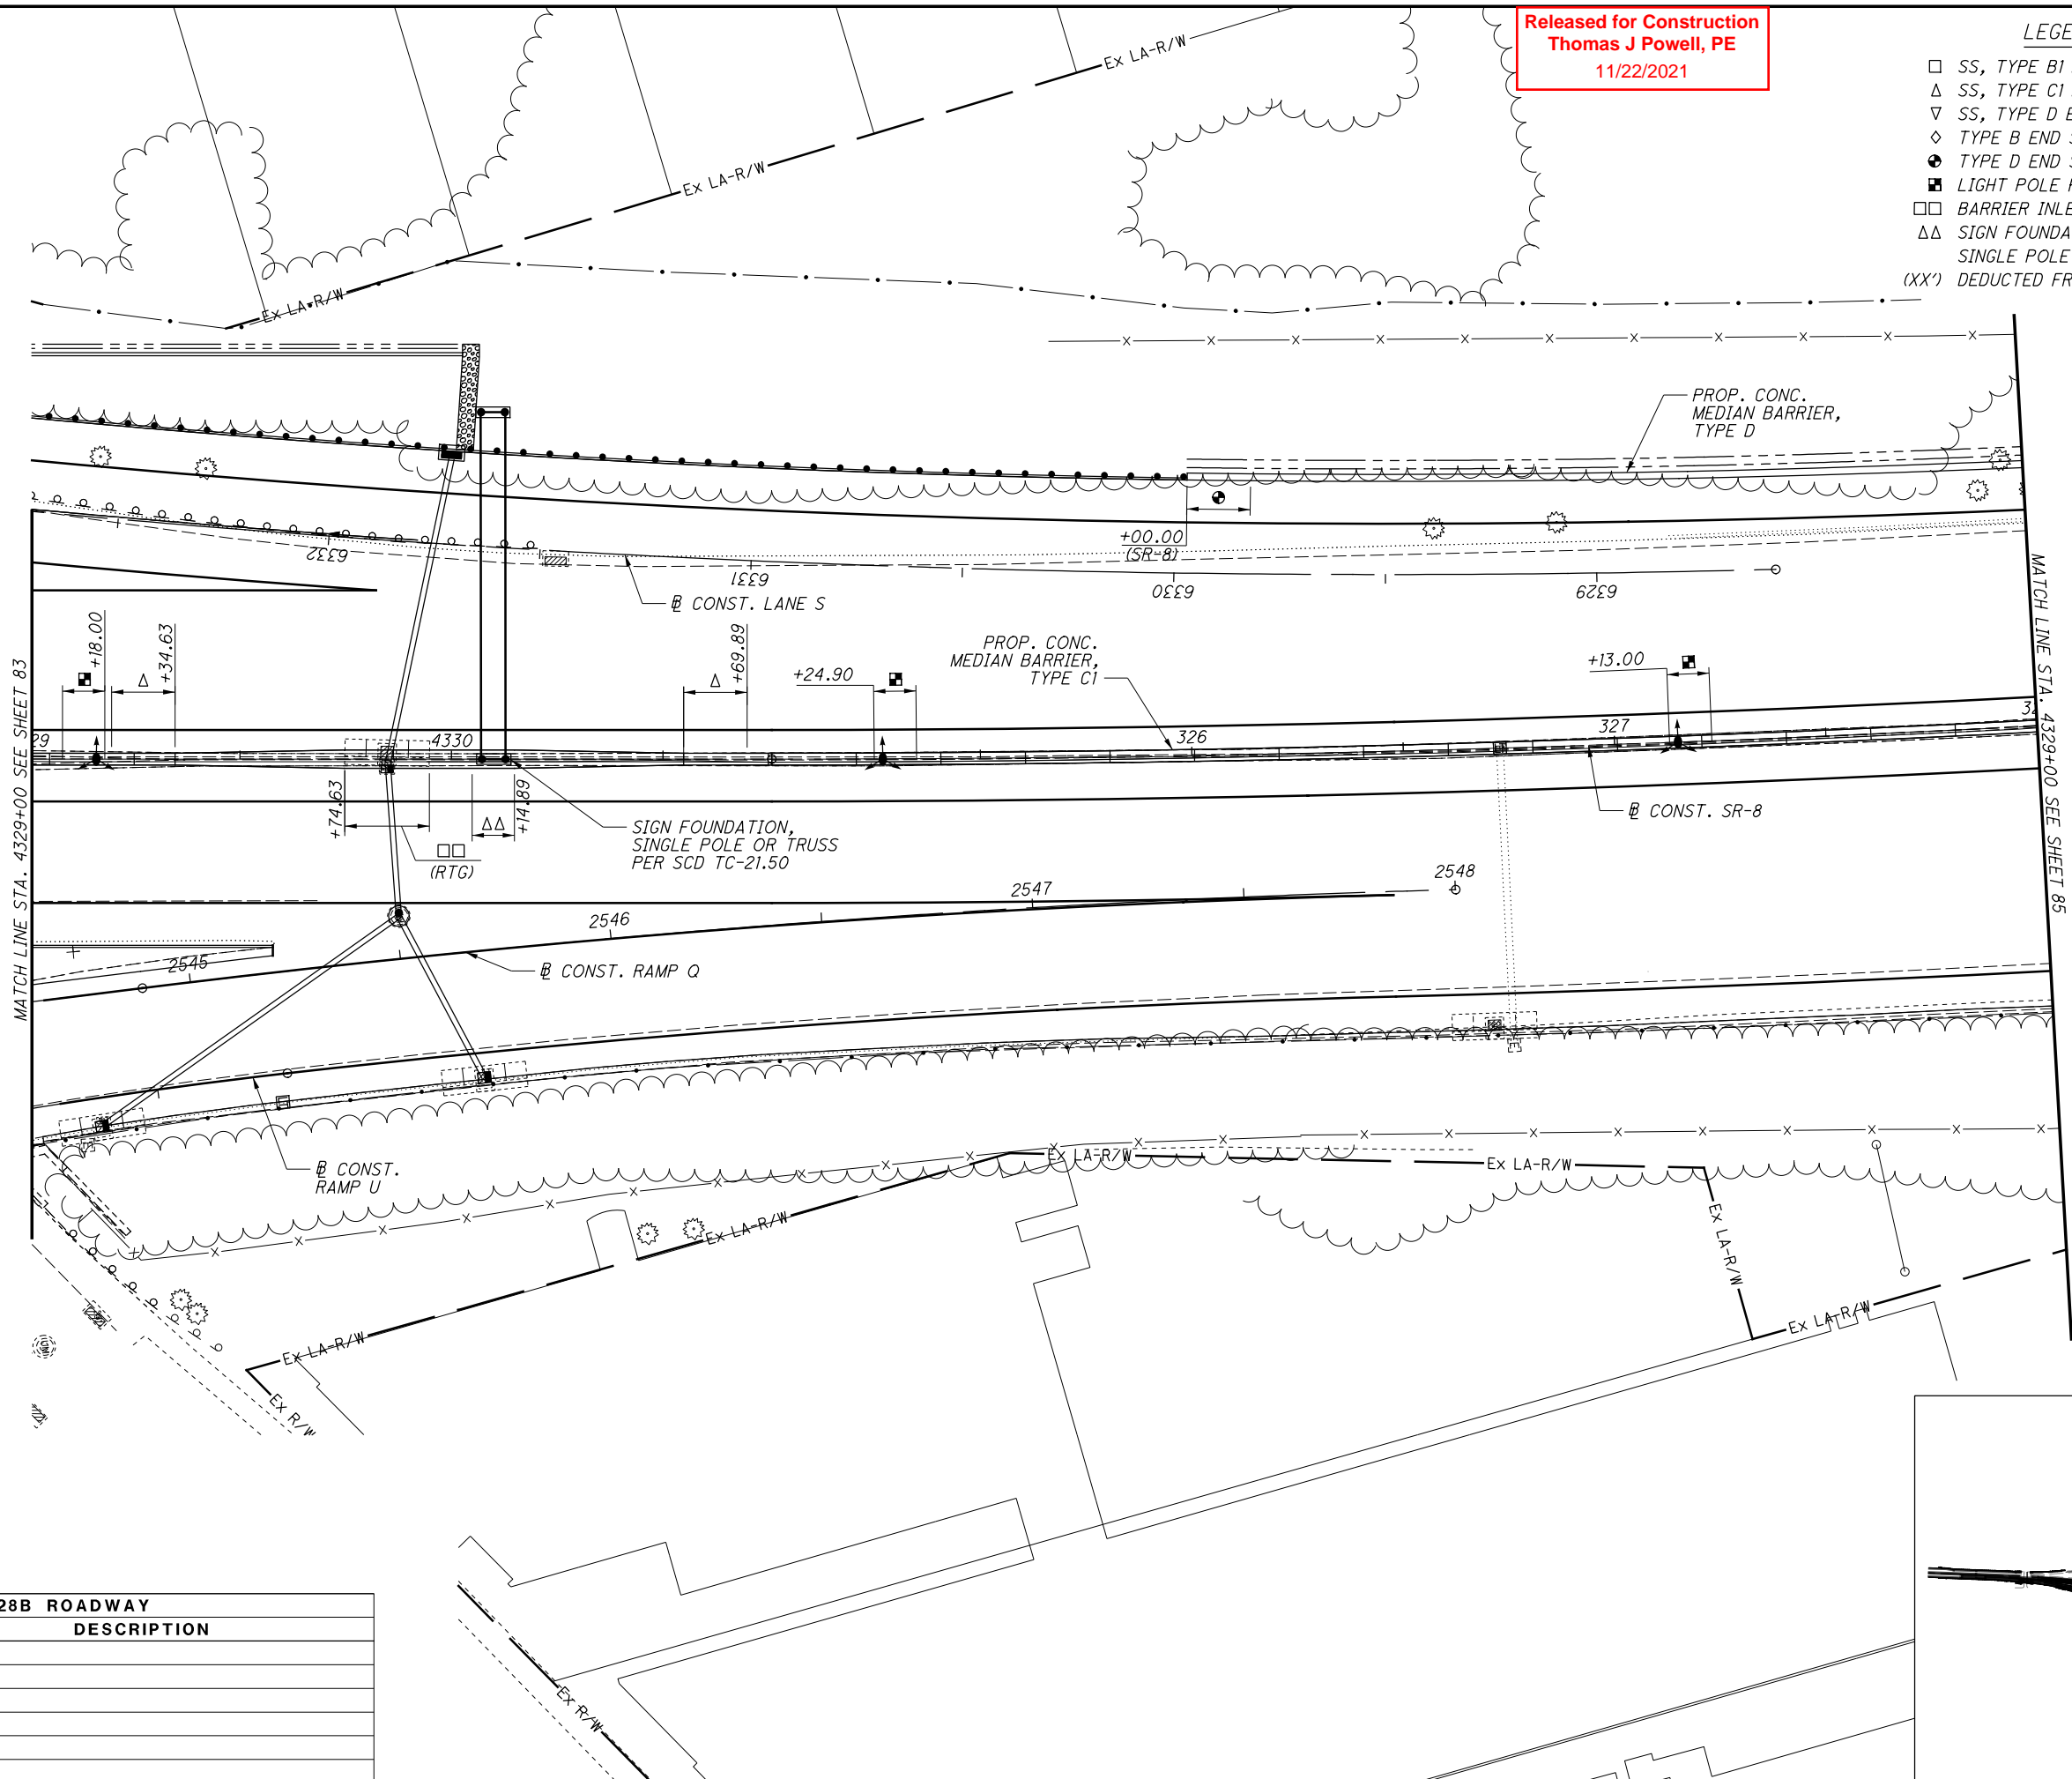 Released for Construction
Thomas J Powell, PE
11/22/2021
SS, TYPE B1
SS, TYPE C1
SS, TYPE D
TYPE B END
TYPE D END
LIGHT POLE
BARRIER
SIGN
SINGLE POLE
(XX') DEDUCTED
Ex LA-R/W
Ex LA-R/W
Ex LA-R/W
PROP. CONC.
MEDIAN BARRIER,
TYPE D
+00.00
(SR-8)
6332
6331
6330
6329
CONST. LANE S
MATCH LINE STA. 4329+00 SEE SHEET 83
MATCH LINE STA. 4329+00 SEE SHEET 85
+18.00
+34.63
+69.89
+24.90
PROP. CONC.
MEDIAN BARRIER,
TYPE C1
+13.00
29
4330
326
327
+74.63
+14.89
(RTG)
SIGN FOUNDATION,
SINGLE POLE OR TRUSS
PER SCD TC-21.50
CONST. SR-8
2545
2546
2547
2548
CONST. RAMP Q
CONST.
RAMP U
Ex LA-R/W
Ex LA-R/W
Ex LA-R/W
Ex LA-R/W
Ex LA-R/W
Ex LA-R/W
Ex R/W
Ex R/W
28B ROADWAY
DESCRIPTION